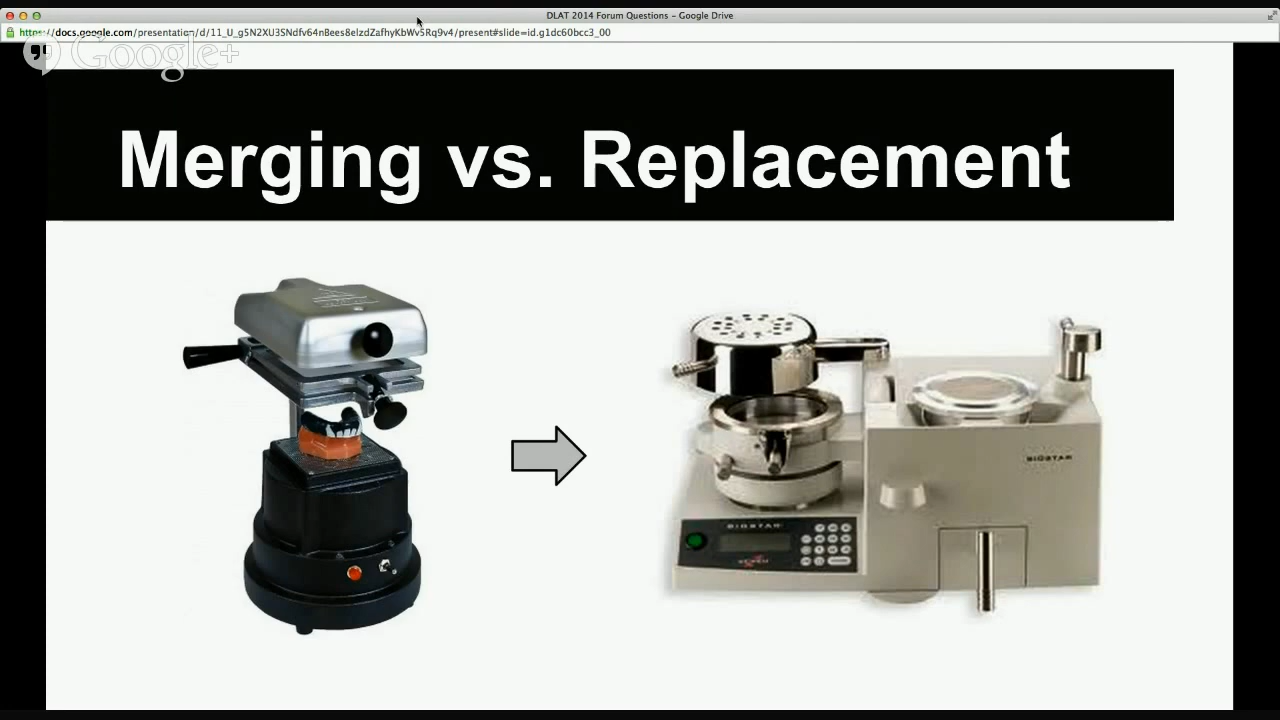 DLAT 2014 Forum Questions – Google Drive
https://docs.google.com/presentation/d/11_U_g5N2XU3SNdfv64nBees8elzdZafhyKbWv5Rq9v4/present#slide=id.g1dc60bcc3_00
Google+
Merging vs. Replacement
BIOSTAR
BIOSTAR